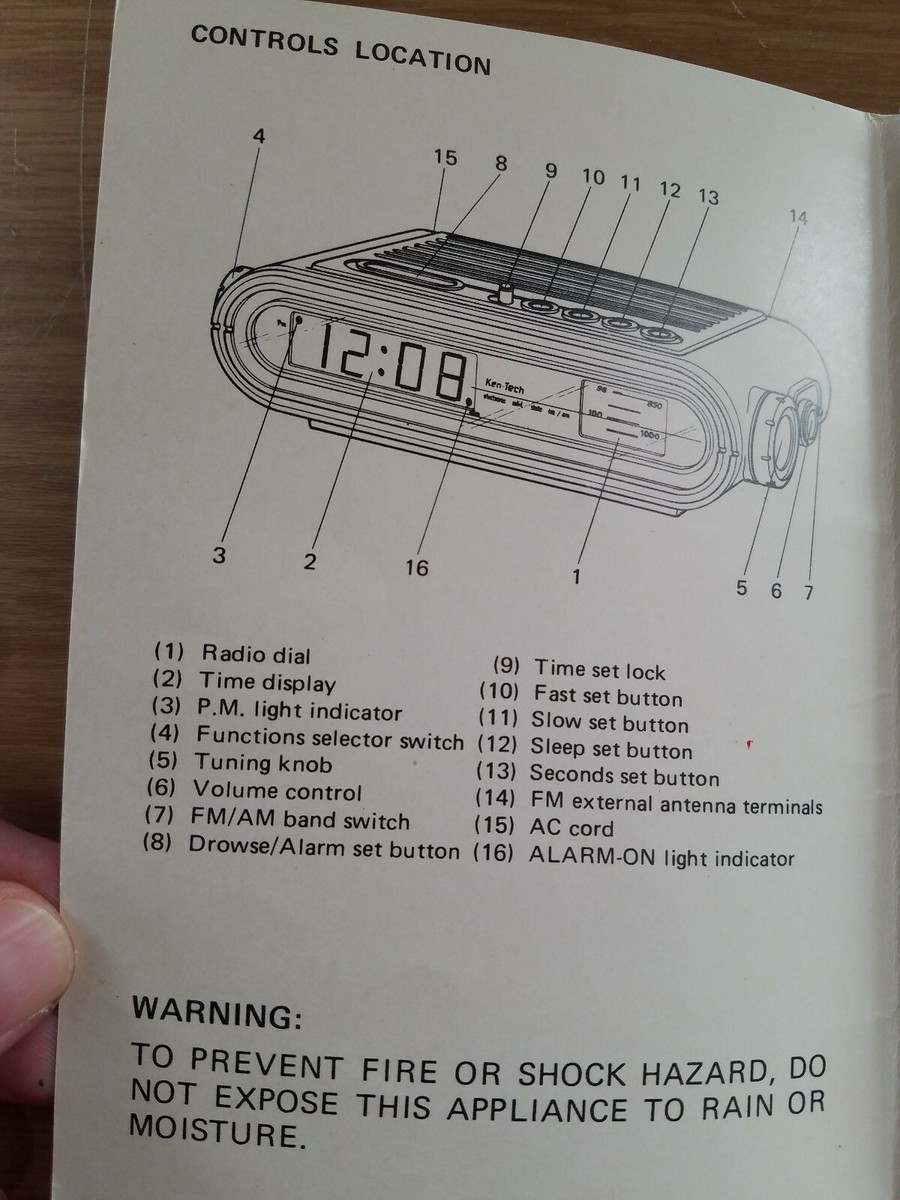 CONTROLS LOCATION
4
15
8
9
10
11
12
13
14
PM
12:08
Ken-Tech
98
850
100
1000
3
2
16
1
5
6
7
(1) Radio dial
(2) Time display
(3) P.M. light indicator
(4) Functions selector switch
(5) Tuning knob
(6) Volume control
(7) FM/AM band switch
(8) Drowse/Alarm set button
(9) Time set lock
(10) Fast set button
(11) Slow set button
(12) Sleep set button
(13) Seconds set button
(14) FM external antenna terminals
(15) AC cord
(16) ALARM-ON light indicator
WARNING:
TO PREVENT FIRE OR SHOCK HAZARD, DO
NOT EXPOSE THIS APPLIANCE TO RAIN OR
MOISTURE.